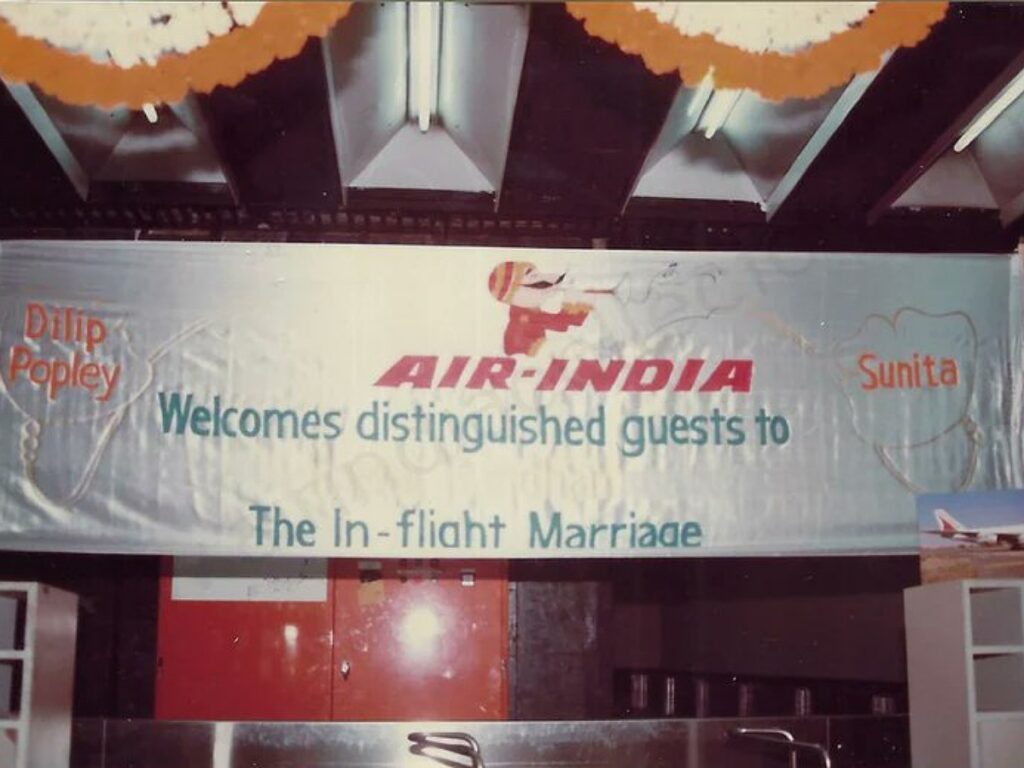 Dilip
Popley
AIR-INDIA
Sunita
Welcomes distinguished guests to
The In-flight Marriage